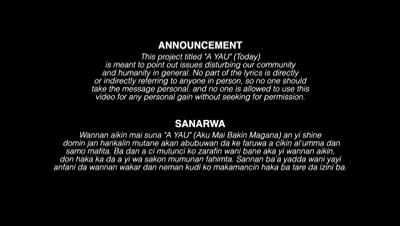 ANNOUNCEMENT
This project titled "A YAU" (Today)
is meant to point out issues disturbing our community
and humanity in general. No part of the lyrics is directly
or indirectly referring to anyone in person, so no one should
take the message personal. and no one is allowed to use this
video for any personal gain without seeking for permission.
SANARWA
Wannan aikin mai suna "A YAU" (Aku Mai Bakin Magana) an yi shine
domin jan hankalin mutane akan abubuwan da ke faruwa a cikin al'umma dan
samo mafita. Ba dan a ci mutunci ko zarafin wani bane aka yi wannan aikin,
don haka ka da a yi wa sakon mumunan fahimta. Sannan ba'a yadda wani yayi
anfani da wannan wakar dan neman kudi ko makamancin haka ba tare da izini ba.